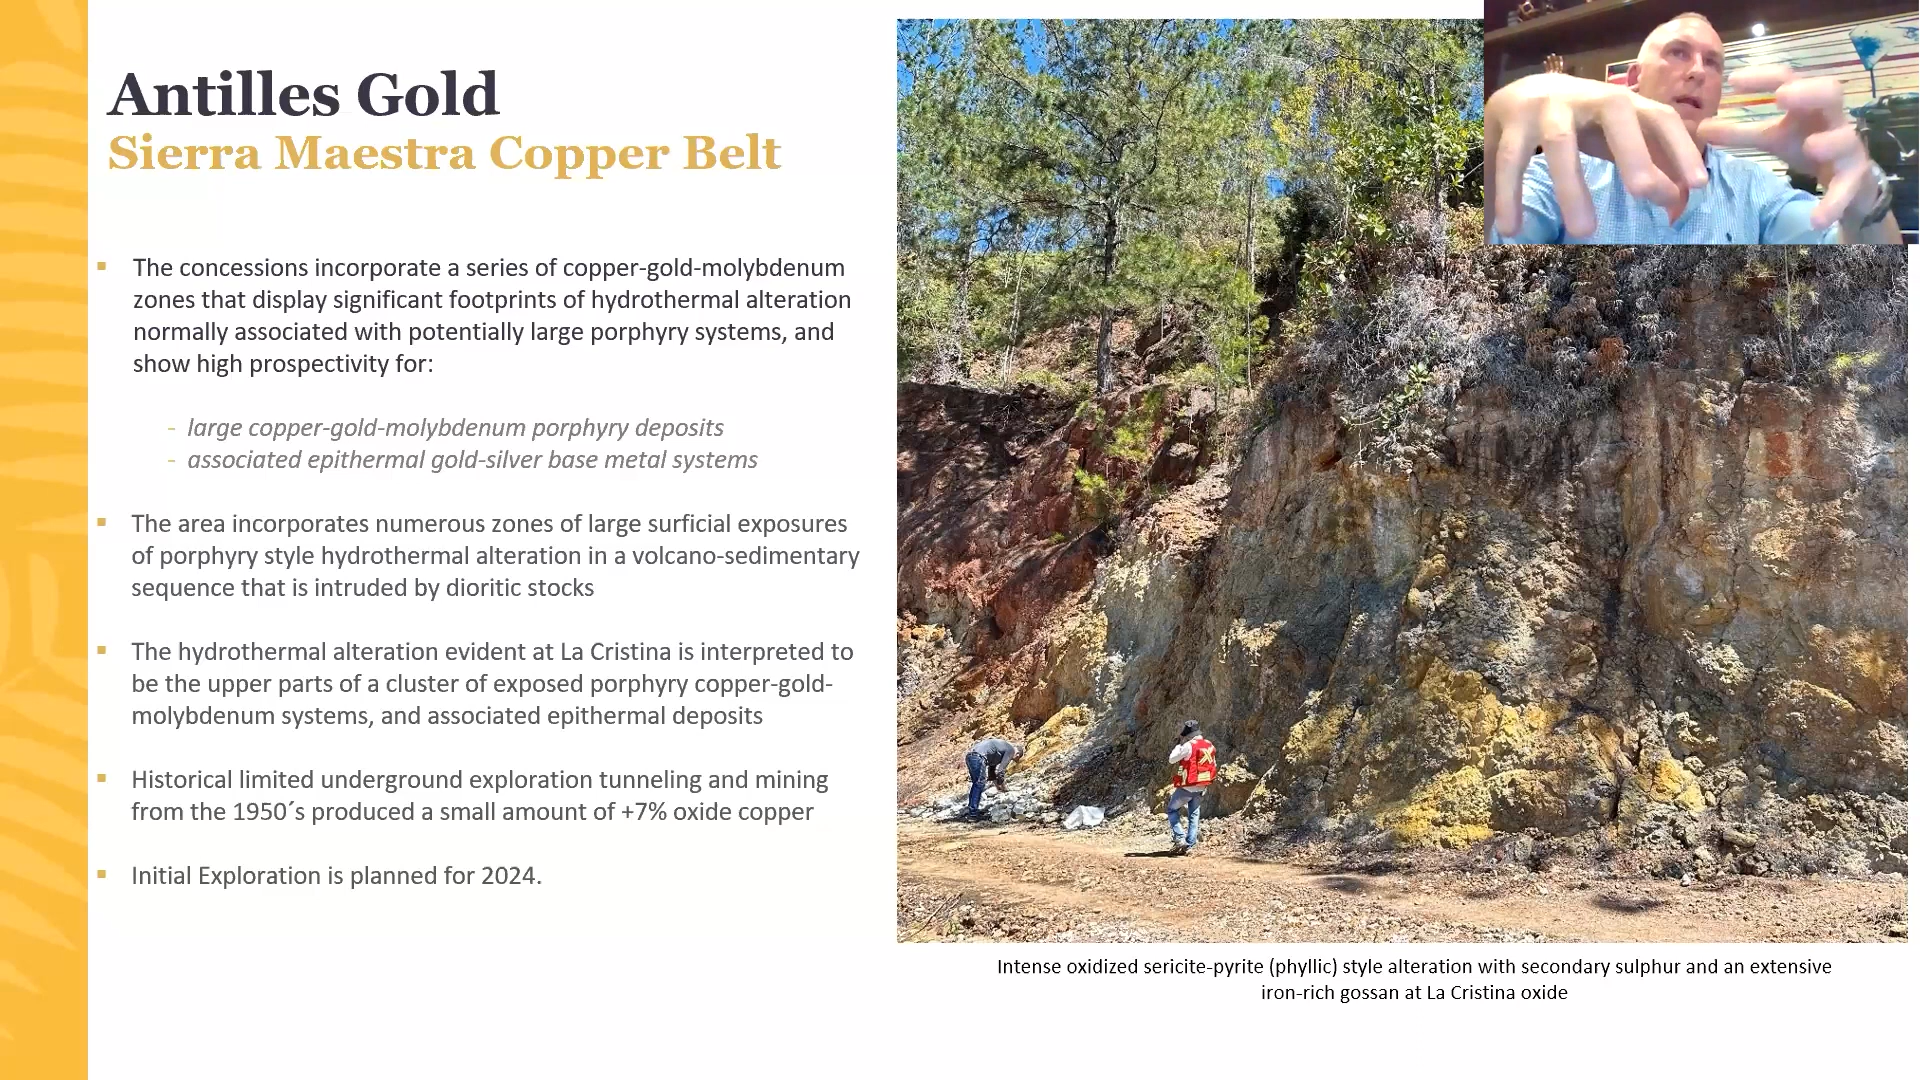 Antilles Gold
Sierra Maestra Copper Belt
▪ The concessions incorporate a series of copper-gold-molybdenum
zones that display significant footprints of hydrothermal alteration
normally associated with potentially large porphyry systems, and
show high prospectivity for:
- large copper-gold-molybdenum porphyry deposits
- associated epithermal gold-silver base metal systems
▪ The area incorporates numerous zones of large surficial exposures
of porphyry style hydrothermal alteration in a volcano-sedimentary
sequence that is intruded by dioritic stocks
▪ The hydrothermal alteration evident at La Cristina is interpreted to
be the upper parts of a cluster of exposed porphyry copper-gold-
molybdenum systems, and associated epithermal deposits
▪ Historical limited underground exploration tunneling and mining
from the 1950´s produced a small amount of +7% oxide copper
▪ Initial Exploration is planned for 2024.
Intense oxidized sericite-pyrite (phyllic) style alteration with secondary sulphur and an extensive
iron-rich gossan at La Cristina oxide